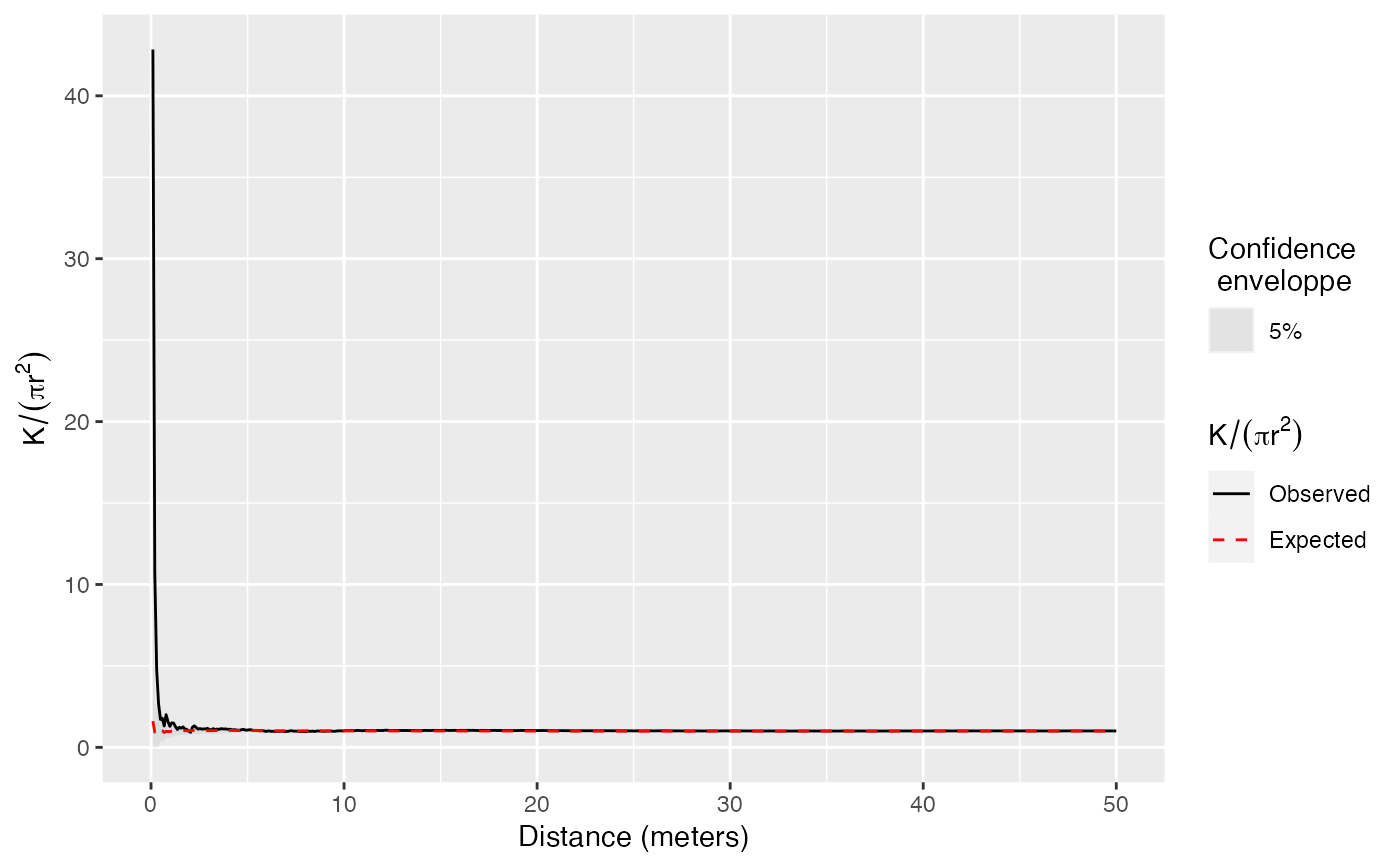 40
30
20
10
0
K/(πr²)
0 10 20 30 40 50
Distance (meters)
Confidence
enveloppe
5%
K/(πr²)
Observed
Expected